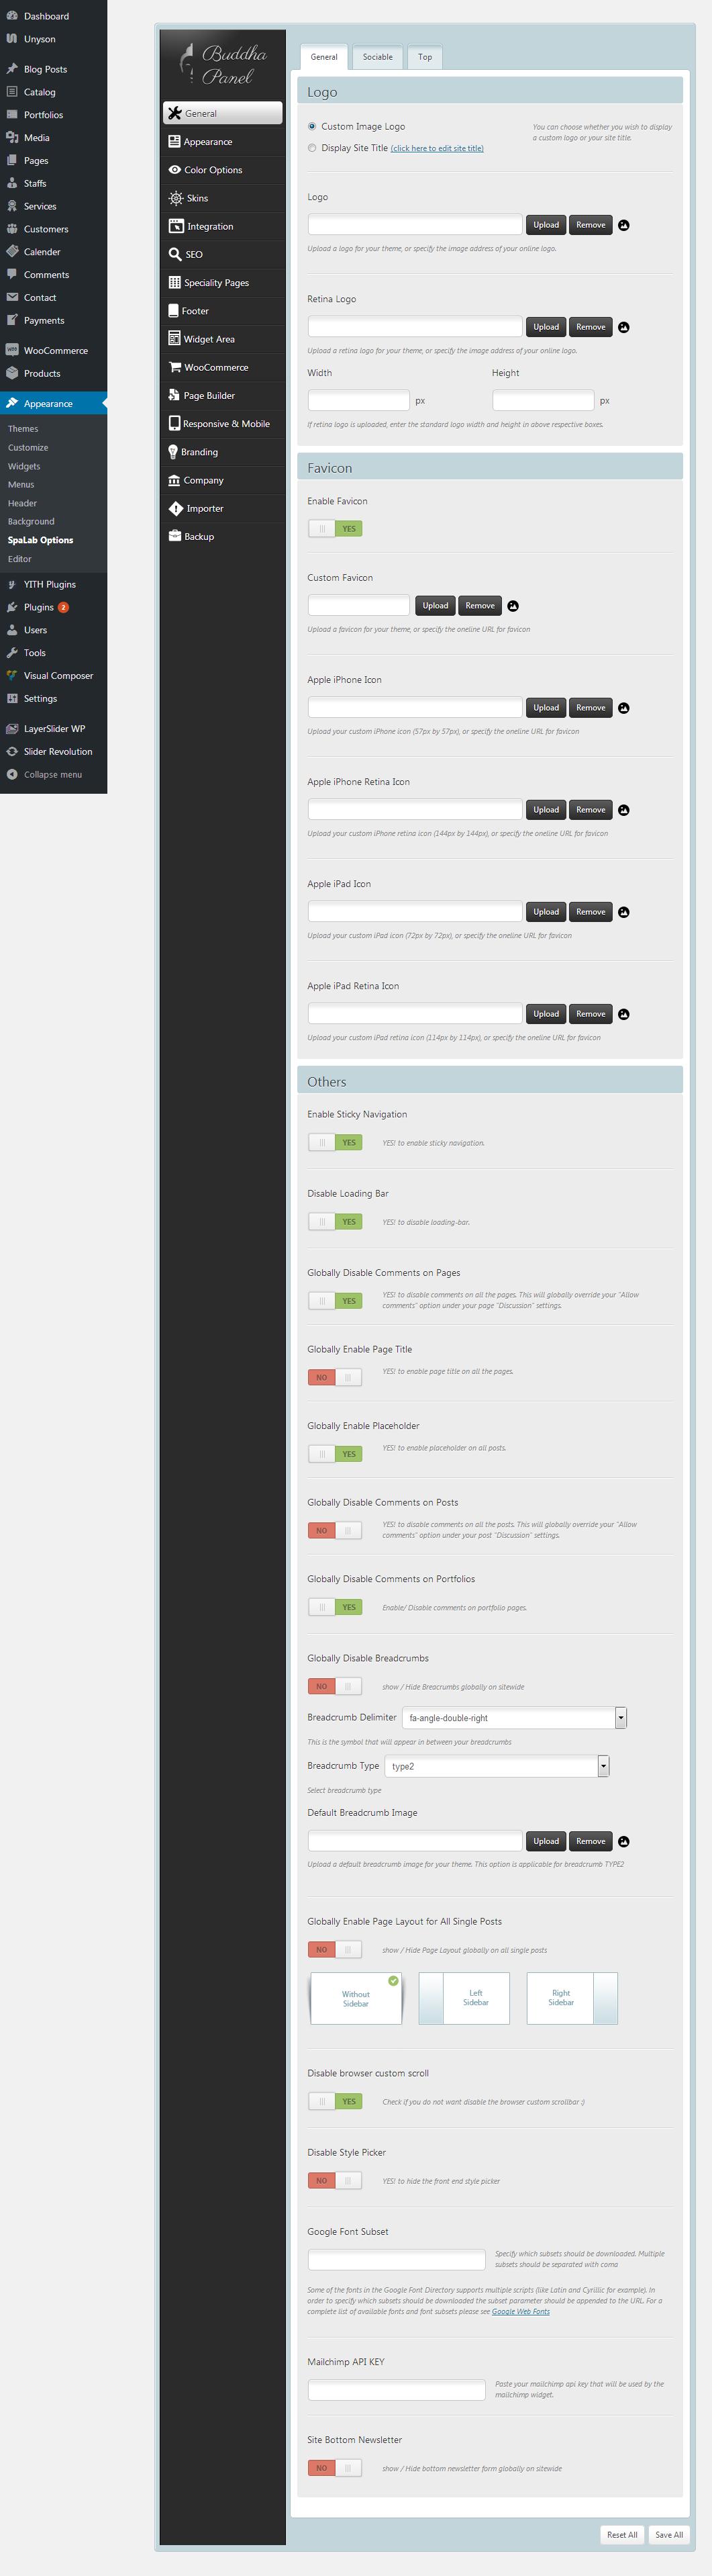 Dashboard
Unyson
Blog Posts
Catalog
Portfolios
Media
Pages
Staffs
Services
Customers
Calender
Comments
Contact
Payments
WooCommerce
Products
Appearance
Themes
Customize
Widgets
Menus
Header
Background
SpaLab Options
Editor
YITH Plugins
Plugins 2
Users
Tools
Visual Composer
Settings
LayerSlider WP
Slider Revolution
Collapse menu
Buddha
Panel
General
Appearance
Color Options
Skins
Integration
SEO
Speciality Pages
Footer
Widget Area
WooCommerce
Page Builder
Responsive & Mobile
Branding
Company
Importer
Backup
General Sociable Top
Logo
Custom Image Logo
Display Site Title (click here to edit site title)
You can choose whether you wish to display
a custom logo or your site title.
Logo
Upload Remove
Upload a logo for your theme, or specify the image address of your online logo.
Retina Logo
Upload Remove
Upload a retina logo for your theme, or specify the image address of your online logo.
Width Height
px px
If retina logo is uploaded, enter the standard logo width and height in above respective boxes.
Favicon
Enable Favicon
YES
Custom Favicon
Upload Remove
Upload a favicon for your theme, or specify the oneline URL for favicon
Apple iPhone Icon
Upload Remove
Upload your custom iPhone icon (57px by 57px), or specify the oneline URL for favicon
Apple iPhone Retina Icon
Upload Remove
Upload your custom iPhone retina icon (144px by 144px), or specify the oneline URL for favicon
Apple iPad Icon
Upload Remove
Upload your custom iPad icon (72px by 72px), or specify the oneline URL for favicon
Apple iPad Retina Icon
Upload Remove
Upload your custom iPad retina icon (114px by 114px), or specify the oneline URL for favicon
Others
Enable Sticky Navigation
YES YES! to enable sticky navigation.
Disable Loading Bar
YES YES! to disable loading-bar.
Globally Disable Comments on Pages
YES YES! to disable comments on all the pages. This will globally override your "Allow
comments" option under your page "Discussion" settings.
Globally Enable Page Title
NO YES! to enable page title on all the pages.
Globally Enable Placeholder
YES YES! to enable placeholder on all posts.
Globally Disable Comments on Posts
NO YES! to disable comments on all the posts. This will globally override your "Allow
comments" option under your post "Discussion" settings.
Globally Disable Comments on Portfolios
YES Enable/ Disable comments on portfolio pages.
Globally Disable Breadcrumbs
NO show / Hide Breacrumbs globally on sitewide
Breadcrumb Delimiter fa-angle-double-right
This is the symbol that will appear in between your breadcrumbs
Breadcrumb Type type2
Select breadcrumb type
Default Breadcrumb Image
Upload Remove
Upload a default breadcrumb image for your theme. This option is applicable for breadcrumb TYPE2
Globally Enable Page Layout for All Single Posts
NO show / Hide Page Layout globally on all single posts
Without
Sidebar
Left
Sidebar
Right
Sidebar
Disable browser custom scroll
YES Check if you do not want disable the browser custom scrollbar :)
Disable Style Picker
NO YES! to hide the front end style picker
Google Font Subset
Specify which subsets should be downloaded. Multiple
subsets should be separated with coma
Some of the fonts in the Google Font Directory supports multiple scripts (like Latin and Cyrillic for example). In
order to specify which subsets should be downloaded the subset parameter should be appended to the URL. For a
complete list of available fonts and font subsets please see Google Web Fonts
Mailchimp API KEY
Paste your mailchimp api key that will be used by the
mailchimp widget.
Site Bottom Newsletter
NO show / Hide bottom newsletter form globally on sitewide
Reset All Save All